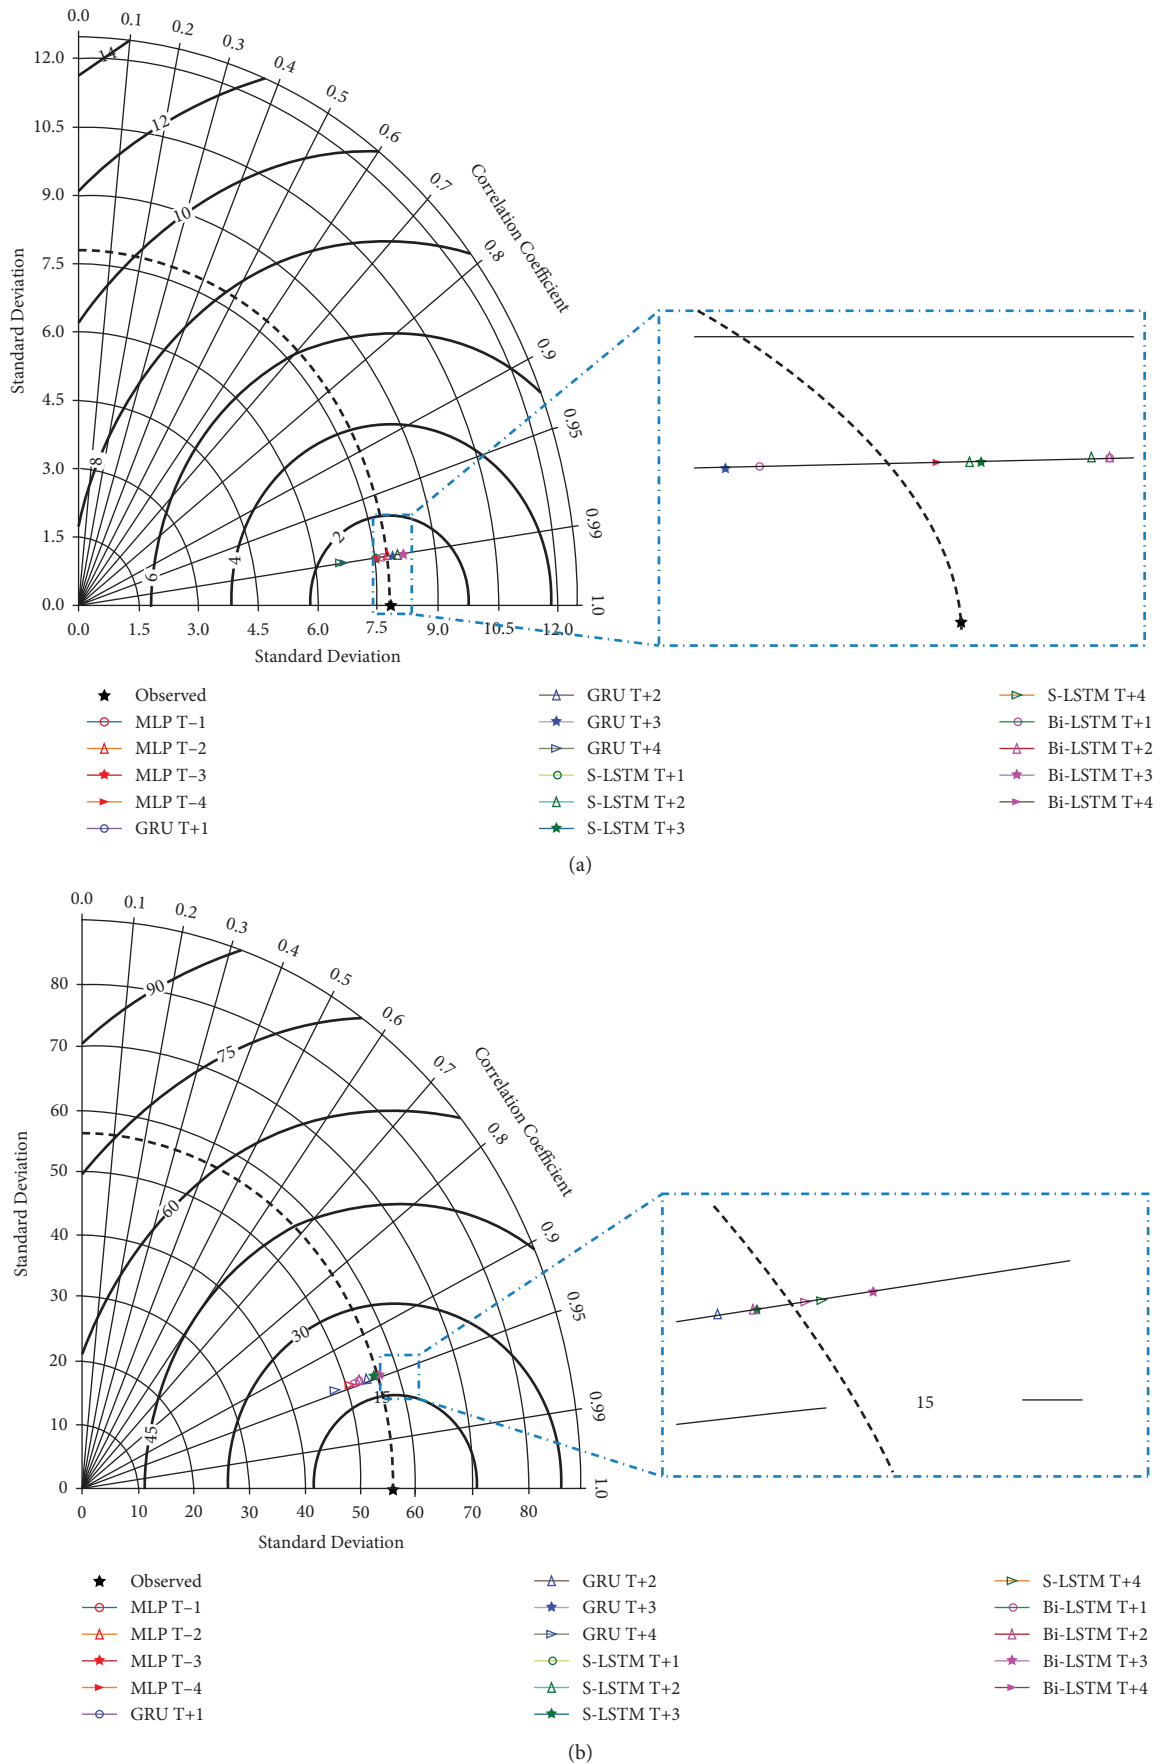 0.0
0.1
0.2
0.3
0.4
0.5
0.6
0.7
0.8
0.9
0.95
0.99
1.0
Correlation Coefficient
12.0
10.5
9.0
7.5
6.0
4.5
3.0
1.5
0.0
Standard Deviation
14
12
10
8
6
4
2
0.0 1.5 3.0 4.5 6.0 7.5 9.0 10.5 12.0
Standard Deviation
Observed
MLP T–1
MLP T–2
MLP T–3
MLP T–4
GRU T+1
GRU T+2
GRU T+3
GRU T+4
S-LSTM T+1
S-LSTM T+2
S-LSTM T+3
S-LSTM T+4
Bi-LSTM T+1
Bi-LSTM T+2
Bi-LSTM T+3
Bi-LSTM T+4
(a)
0.0
0.1
0.2
0.3
0.4
0.5
0.6
0.7
0.8
0.9
0.95
0.99
1.0
Correlation Coefficient
80
70
60
50
40
30
20
10
0
Standard Deviation
90
75
60
45
30
15
15
0 10 20 30 40 50 60 70 80
Standard Deviation
Observed
MLP T–1
MLP T–2
MLP T–3
MLP T–4
GRU T+1
GRU T+2
GRU T+3
GRU T+4
S-LSTM T+1
S-LSTM T+2
S-LSTM T+3
S-LSTM T+4
Bi-LSTM T+1
Bi-LSTM T+2
Bi-LSTM T+3
Bi-LSTM T+4
(b)